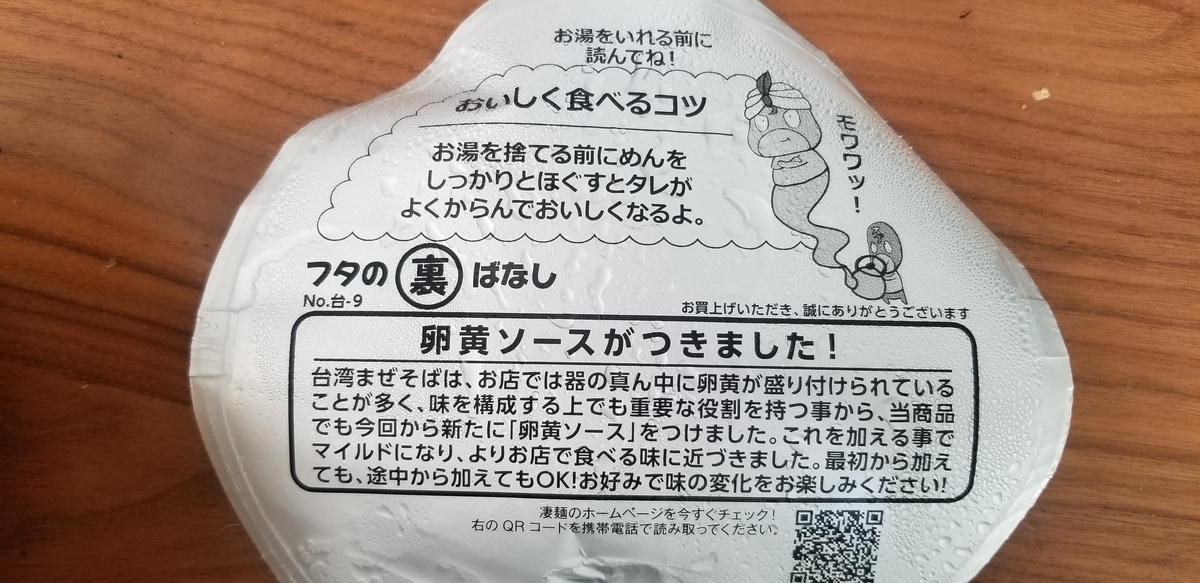 お湯をいれる前に
読んでね!
おいしく食べるコツ
お湯を捨てる前にめんを
しっかりとほぐすとタレが
よくからんでおいしくなるよ。
モワワッ!
フタの裏ばなし
No.台-9
お買上げいただき、誠にありがとうございます
卵黄ソースがつきました!
台湾まぜそばは、お店では器の真ん中に卵黄が盛り付けられている
ことが多く、味を構成する上でも重要な役割を持つ事から、当商品
でも今回から新たに「卵黄ソース」をつけました。これを加える事で
マイルドになり、よりお店で食べる味に近づきました。最初から加え
ても、途中から加えてもOK!お好みで味の変化をお楽しみください!
凄麺のホームページを今すぐチェック!
右のQRコードを携帯電話で読み取ってください。